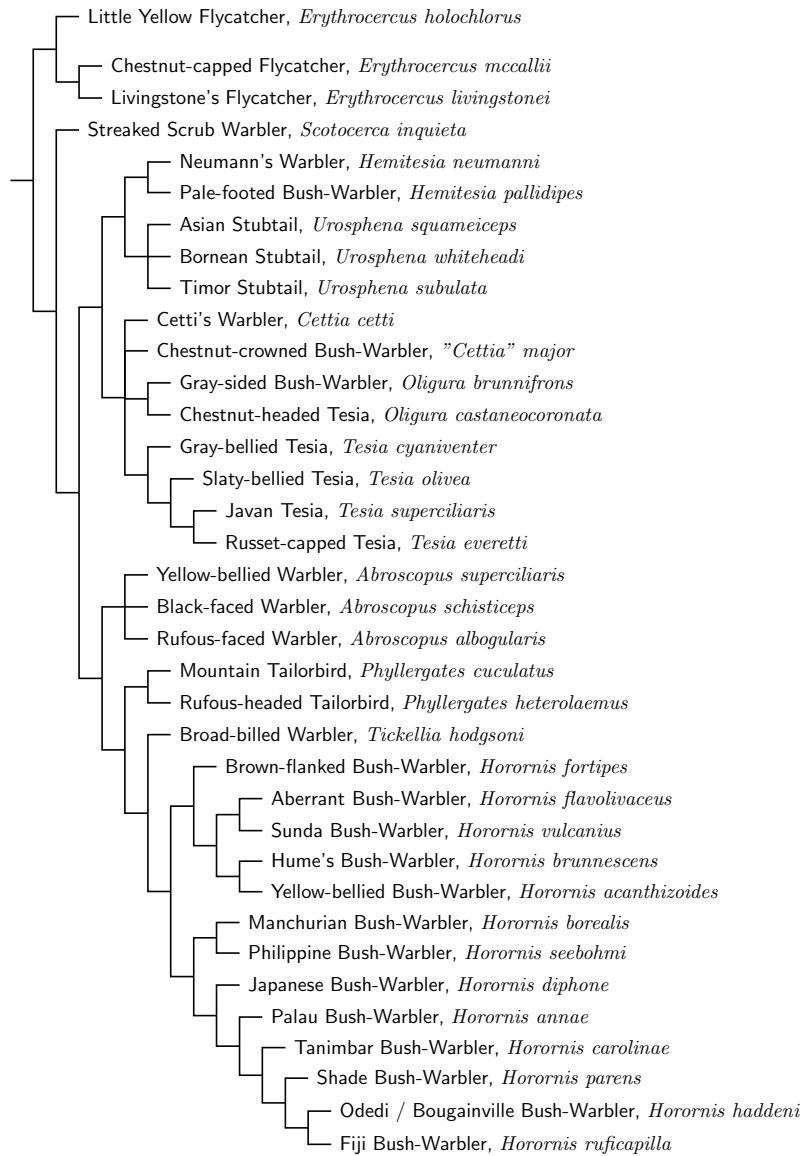 Little Yellow Flycatcher, Erythrocercus holochlorus
Chestnut-capped Flycatcher, Erythrocercus mccallii
Livingstone's Flycatcher, Erythrocercus livingstonei
Streaked Scrub Warbler, Scotocerca inquieta
Neumann's Warbler, Hemitesia neumanni
Pale-footed Bush-Warbler, Hemitesia pallidipes
Asian Stubtail, Urosphena squameiceps
Bornean Stubtail, Urosphena whiteheadi
Timor Stubtail, Urosphena subulata
Cetti's Warbler, Cettia cetti
Chestnut-crowned Bush-Warbler, ”Cettia” major
Gray-sided Bush-Warbler, Oligura brunnifrons
Chestnut-headed Tesia, Oligura castaneocoronata
Gray-bellied Tesia, Tesia cyaniventer
Slaty-bellied Tesia, Tesia olivea
Javan Tesia, Tesia superciliaris
Russet-capped Tesia, Tesia everetti
Yellow-bellied Warbler, Abroscopus superciliaris
Black-faced Warbler, Abroscopus schisticeps
Rufous-faced Warbler, Abroscopus albogularis
Mountain Tailorbird, Phyllergates cuculatus
Rufous-headed Tailorbird, Phyllergates heterolaemus
Broad-billed Warbler, Tickellia hodgsoni
Brown-flanked Bush-Warbler, Horornis fortipes
Aberrant Bush-Warbler, Horornis flavolivaceus
Sunda Bush-Warbler, Horornis vulcanius
Hume's Bush-Warbler, Horornis brunnescens
Yellow-bellied Bush-Warbler, Horornis acanthizoides
Manchurian Bush-Warbler, Horornis borealis
Philippine Bush-Warbler, Horornis seebohmi
Japanese Bush-Warbler, Horornis diphone
Palau Bush-Warbler, Horornis annae
Tanimbar Bush-Warbler, Horornis carolinae
Shade Bush-Warbler, Horornis parens
Odedi / Bougainville Bush-Warbler, Horornis haddeni
Fiji Bush-Warbler, Horornis ruficapilla